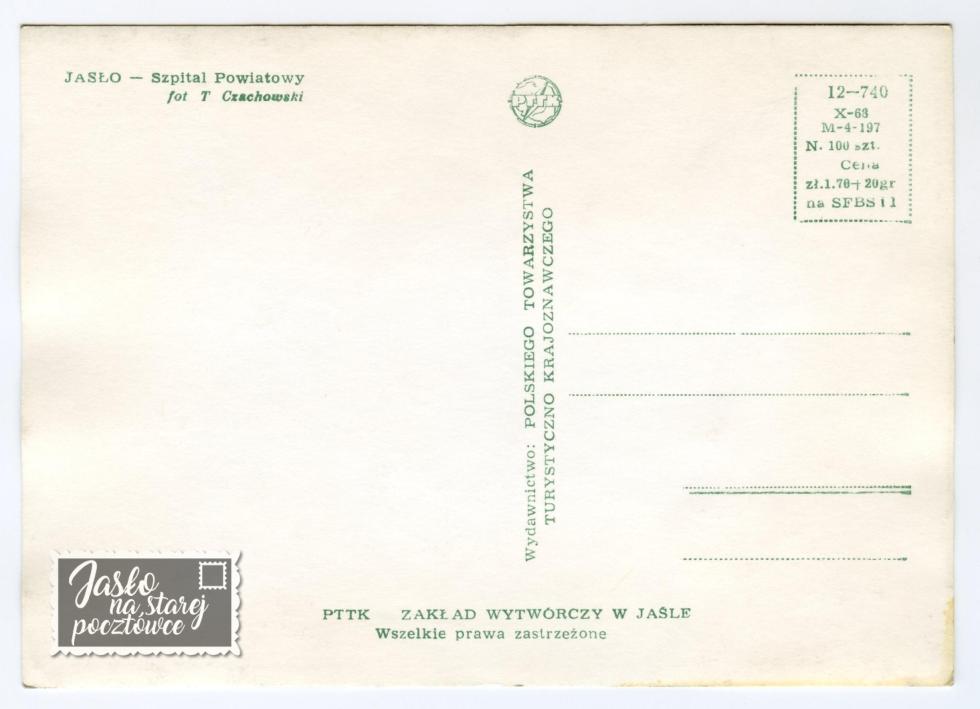 JASŁO — Szpital Powiatowy
fot T Czachowski
PTTK
12—740
X-63
M-4-197
N. 100 szt.
Cena
zł.1.70+20gr
na SFBS i I
Wydawnictwo: POLSKIEGO TOWARZYSTWA
TURYSTYCZNO KRAJOZNAWCZEGO
PTTK ZAKŁAD WYTWÓRCZY W JAŚLE
Wszelkie prawa zastrzeżone
Jasło
na starej
pocztówce